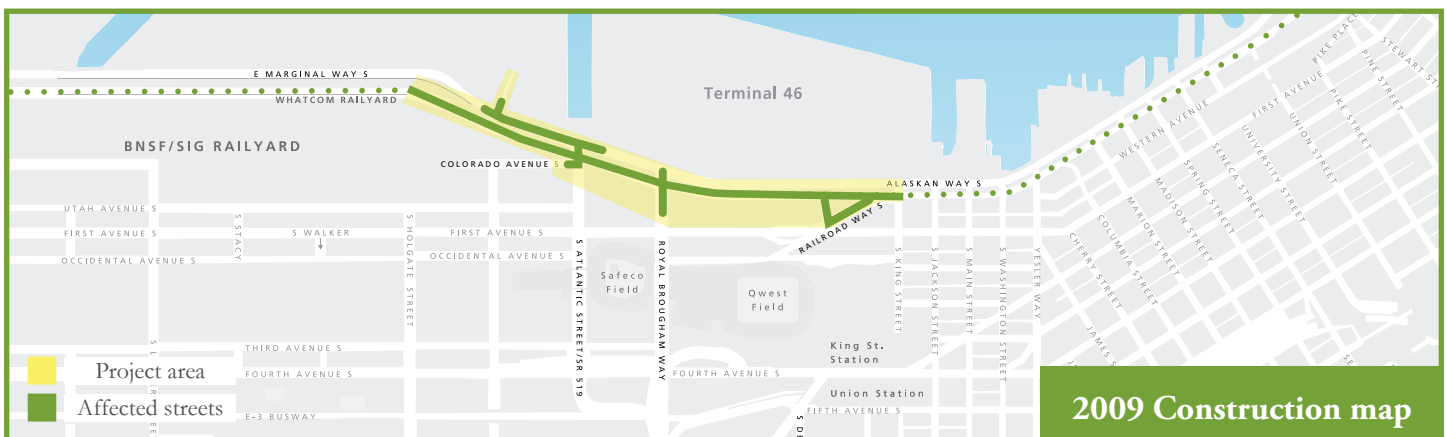 E MARGINAL WAY S
WHATCOM RAILYARD
Terminal 46
BNSF/SIG RAILYARD
COLORADO AVENUE S
ALASKAN WAY S
RAILROAD WAY S
UTAH AVENUE S
FIRST AVENUE S
OCCIDENTAL AVENUE S
S STACY
S WALKER
S HOLGATE STREET
FIRST AVENUE S
OCCIDENTAL AVENUE S
S ATLANTIC STREET/SR 519
Safeco
Field
ROYAL BROUGHAM WAY
Qwest
Field
S KING STREET
S JACKSON STREET
S MAIN STREET
S WASHINGTON STREET
YESLER WAY
CHERRY STREET
COLUMBIA STREET
MARION STREET
MADISON STREET
SPRING STREET
SENECA STREET
UNIVERSITY STREET
UNION STREET
PIKE STREET
PINE STREET
STEWART ST
PIKE PLACE
WESTERN AVENUE
FIRST AVENUE
JAMES S
King St.
Station
Union Station
THIRD AVENUE S
FOURTH AVENUE S
FOURTH AVENUE S
E-3 BUSWAY
FIFTH AVENUE S
Project area
Affected streets
2009 Construction map